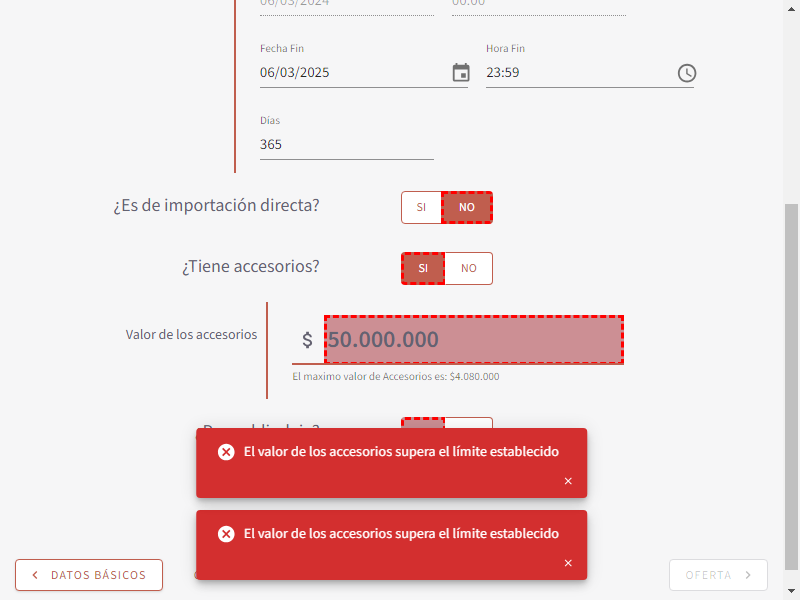 06/03/2024 00:00
Fecha Fin Hora Fin
06/03/2025 23:59
Días
365
¿Es de importación directa? SI NO
¿Tiene accesorios? SI NO
Valor de los accesorios $ 50.000.000
El maximo valor de Accesorios es: $4.080.000
El valor de los accesorios supera el límite establecido
×
El valor de los accesorios supera el límite establecido
×
DATOS BÁSICOS OFERTA